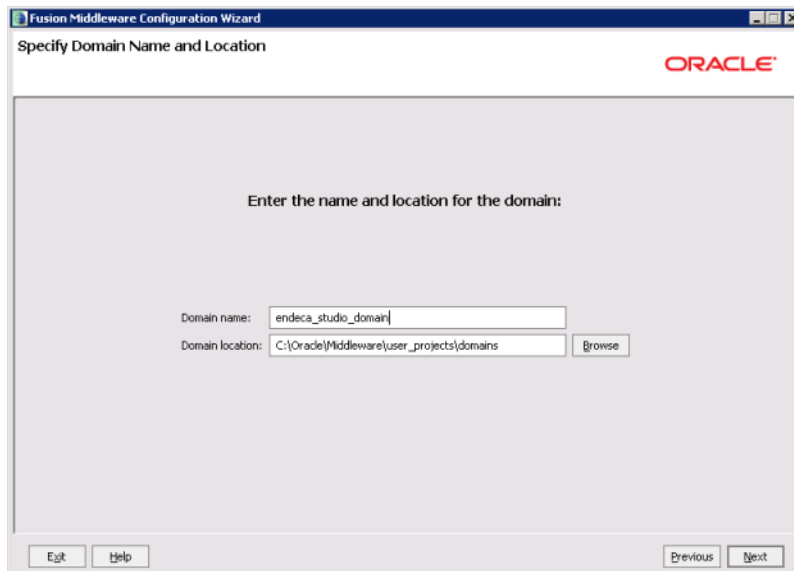 Fusion Middleware Configuration Wizard
Specify Domain Name and Location
ORACLE
Enter the name and location for the domain:
Domain name: endeca_studio_domain
Domain location: C:\Oracle\Middleware\user_projects\domains Browse
Exit Help Previous Next